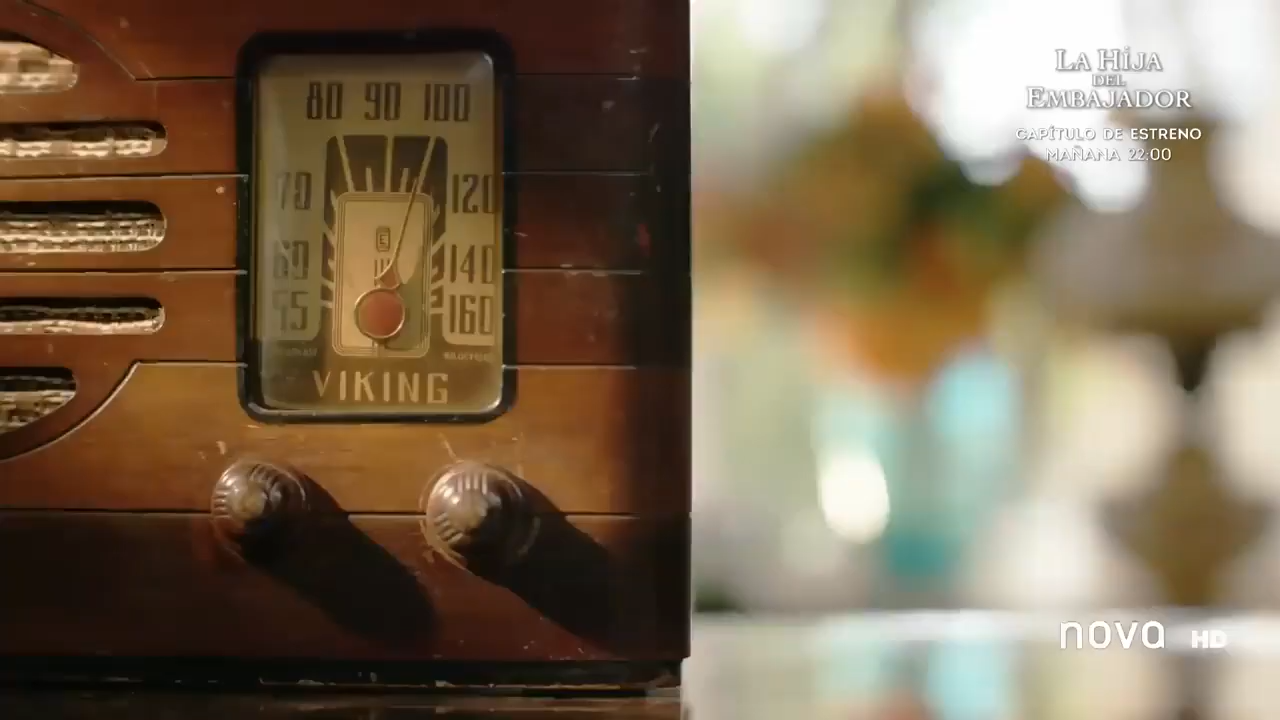 80 90 100
70 120
60 140
55 160
VIKING
LA HIJA
DEL
EMBAJADOR
CAPÍTULO DE ESTRENO
MAÑANA 22:00
nova HD